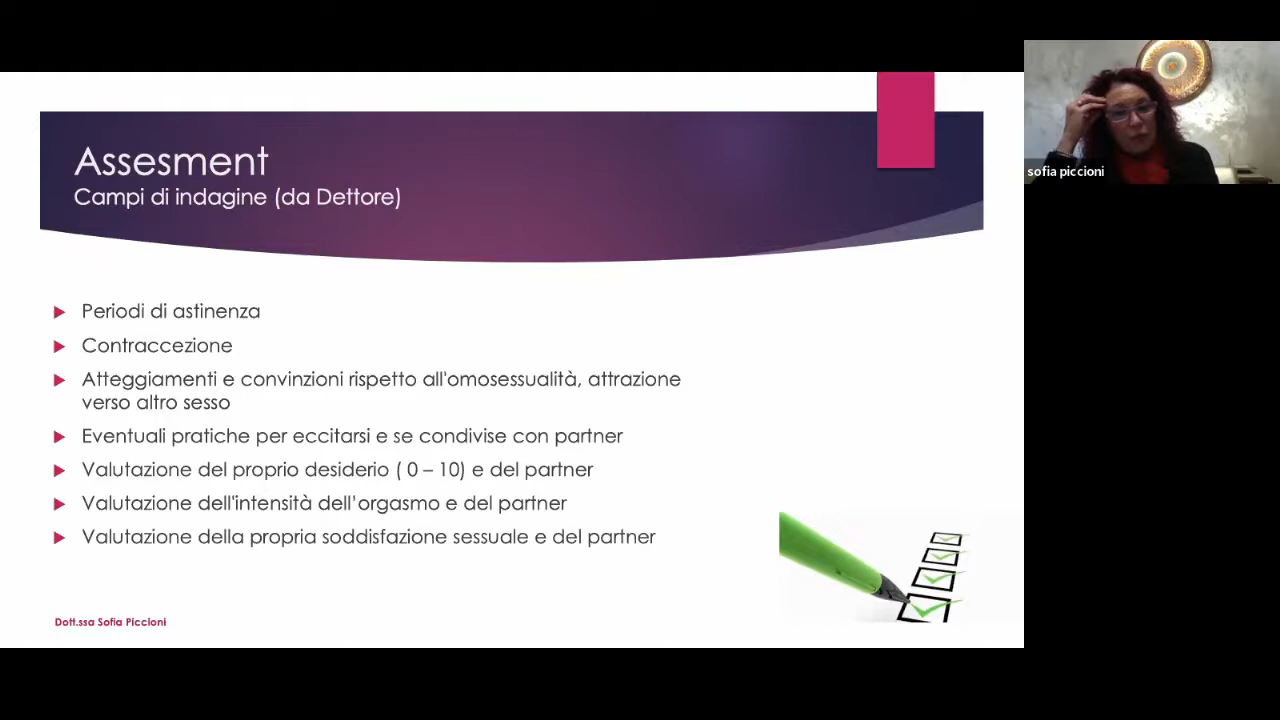 Assesment
Campi di indagine (da Dettore)
Periodi di astinenza
Contraccezione
Atteggiamenti e convinzioni rispetto all'omosessualità, attrazione
verso altro sesso
Eventuali pratiche per eccitarsi e se condivise con partner
Valutazione del proprio desiderio ( 0 – 10) e del partner
Valutazione dell'intensità dell’orgasmo e del partner
Valutazione della propria soddisfazione sessuale e del partner
Dott.ssa Sofia Piccioni
sofia piccioni